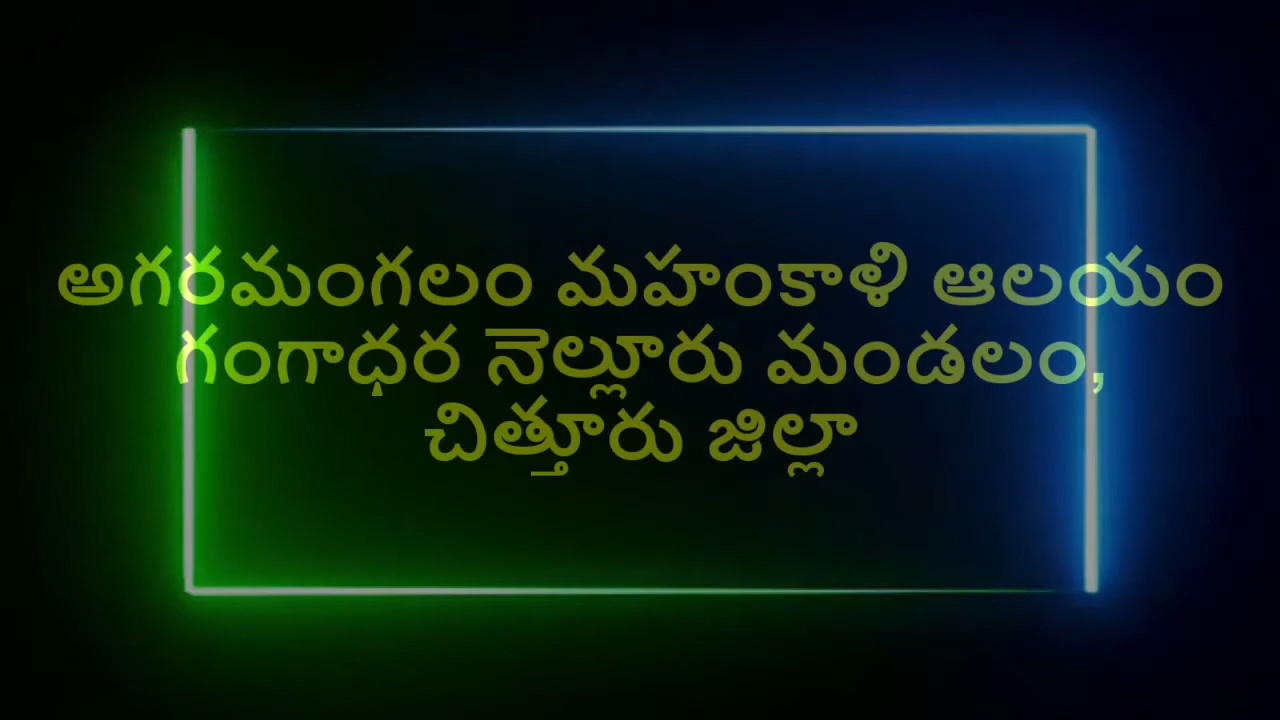 అగరమంగలం మహంకాళి ఆలయం
గంగాధర నెల్లూరు మండలం,
చిత్తూరు జిల్లా